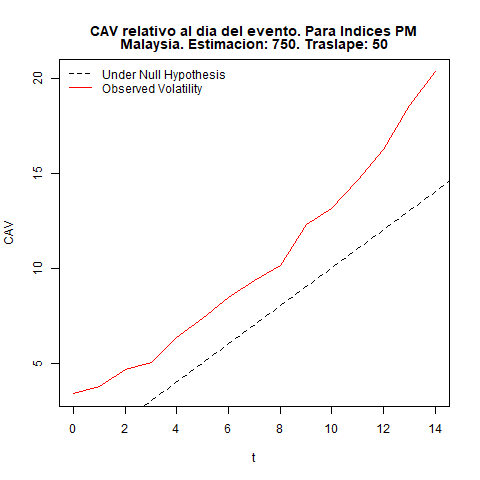 CAV relativo al dia del evento. Para Indices PM
Malaysia. Estimacion: 750. Traslape: 50
Under Null Hypothesis
Observed Volatility
20
15
10
5
CAV
0 2 4 6 8 10 12 14
t